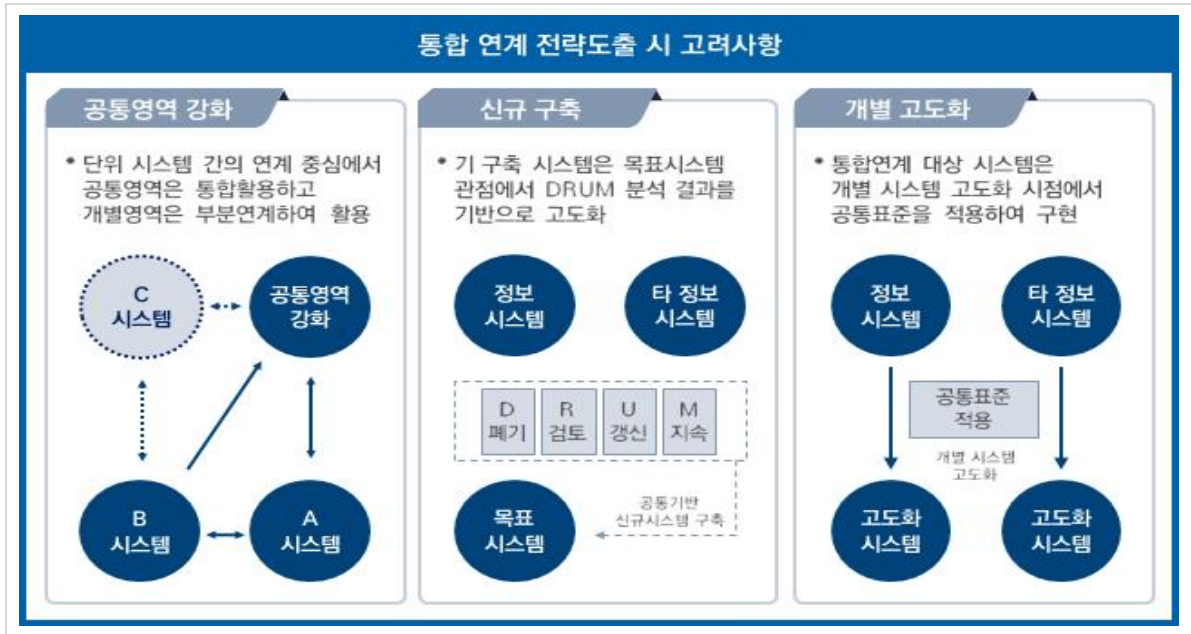 통합 연계 전략도출 시 고려사항
공통영역 강화
* 단위 시스템 간의 연계 중심에서
공통영역은 통합활용하고
개별영역은 부분연계하여 활용
C
시스템
공통영역
강화
B
시스템
A
시스템
신규 구축
* 기 구축 시스템은 목표시스템
관점에서 DRUM 분석 결과를
기반으로 고도화
정보
시스템
타 정보
시스템
D
폐기
R
검토
U
갱신
M
지속
목표
시스템
공통기반
신규시스템 구축
개별 고도화
* 통합연계 대상 시스템은
개별 시스템 고도화 시점에서
공통표준을 적용하여 구현
정보
시스템
타 정보
시스템
공통표준
적용
개별 시스템
고도화
고도화
시스템
고도화
시스템